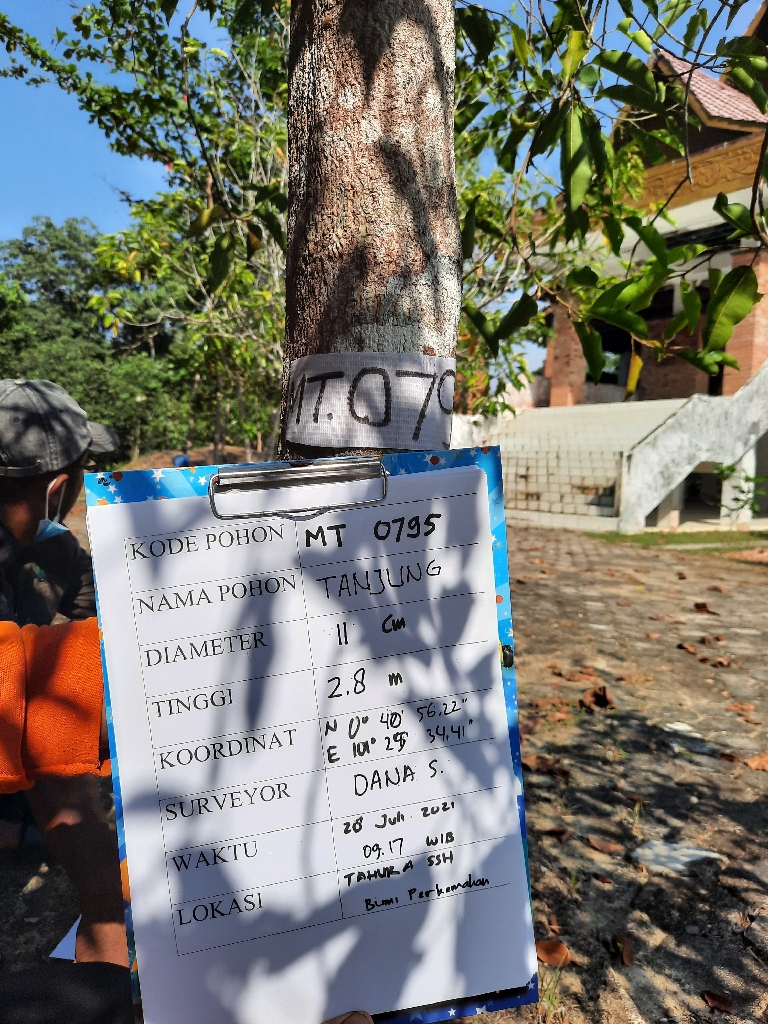 MT.079
KODE POHON MT 0795
NAMA POHON TANJUNG
DIAMETER 11 cm
TINGGI 2.8 m
KOORDINAT N 0° 40' 56.22"
E 101° 25' 34.41"
SURVEYOR DANA S.
WAKTU 28 Juli 2021
09.17 WIB
LOKASI TAHURA SSH
Bumi Perkemahan